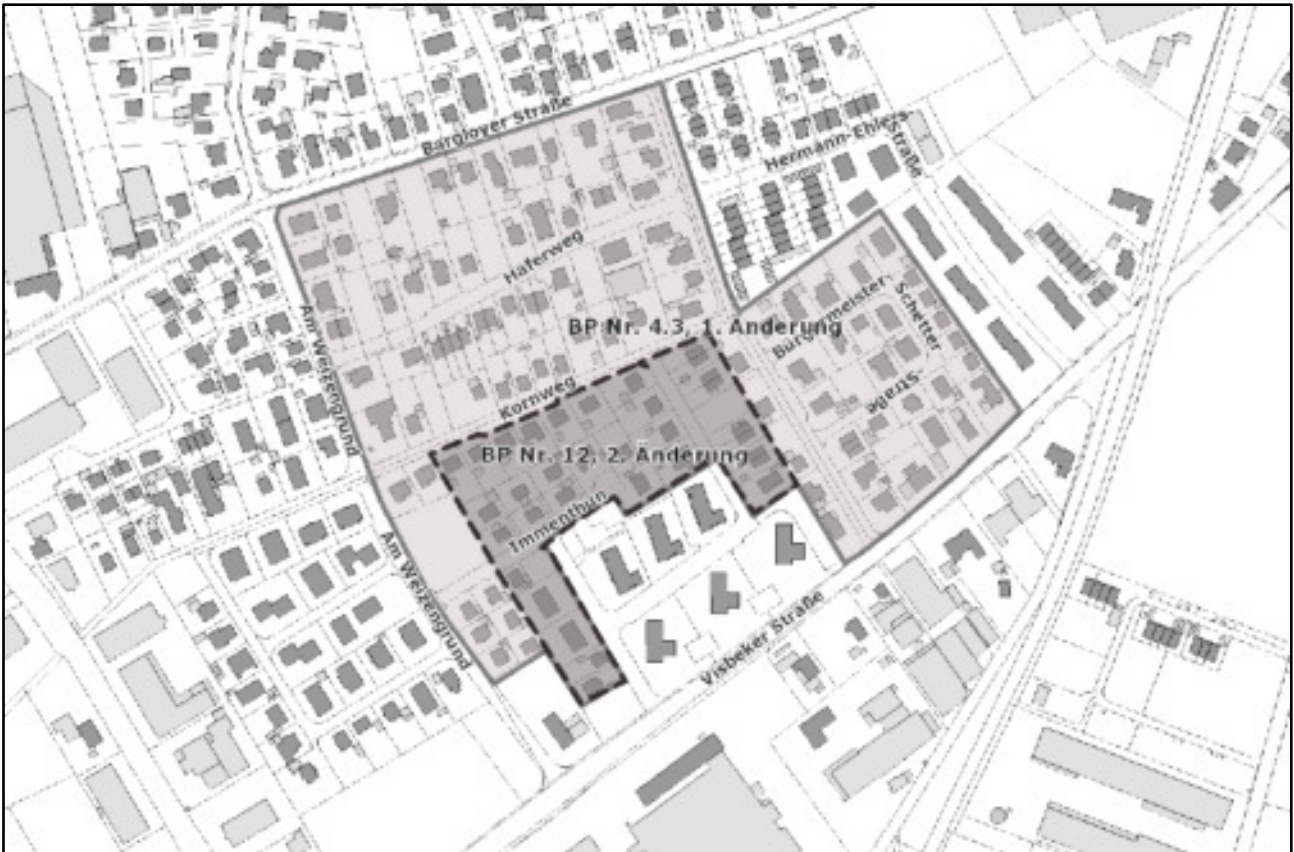 Bargloyer Straße
Hermann-Ehlers
Straße
Haferweg
Am Weizengrund
BP Nr. 4.3, 1. Änderung
Bürgermeister-
Schetter
-straße
Kornweg
BP Nr. 12, 2. Änderung
Immenthun
Am Weizengrund
Visbeker Straße